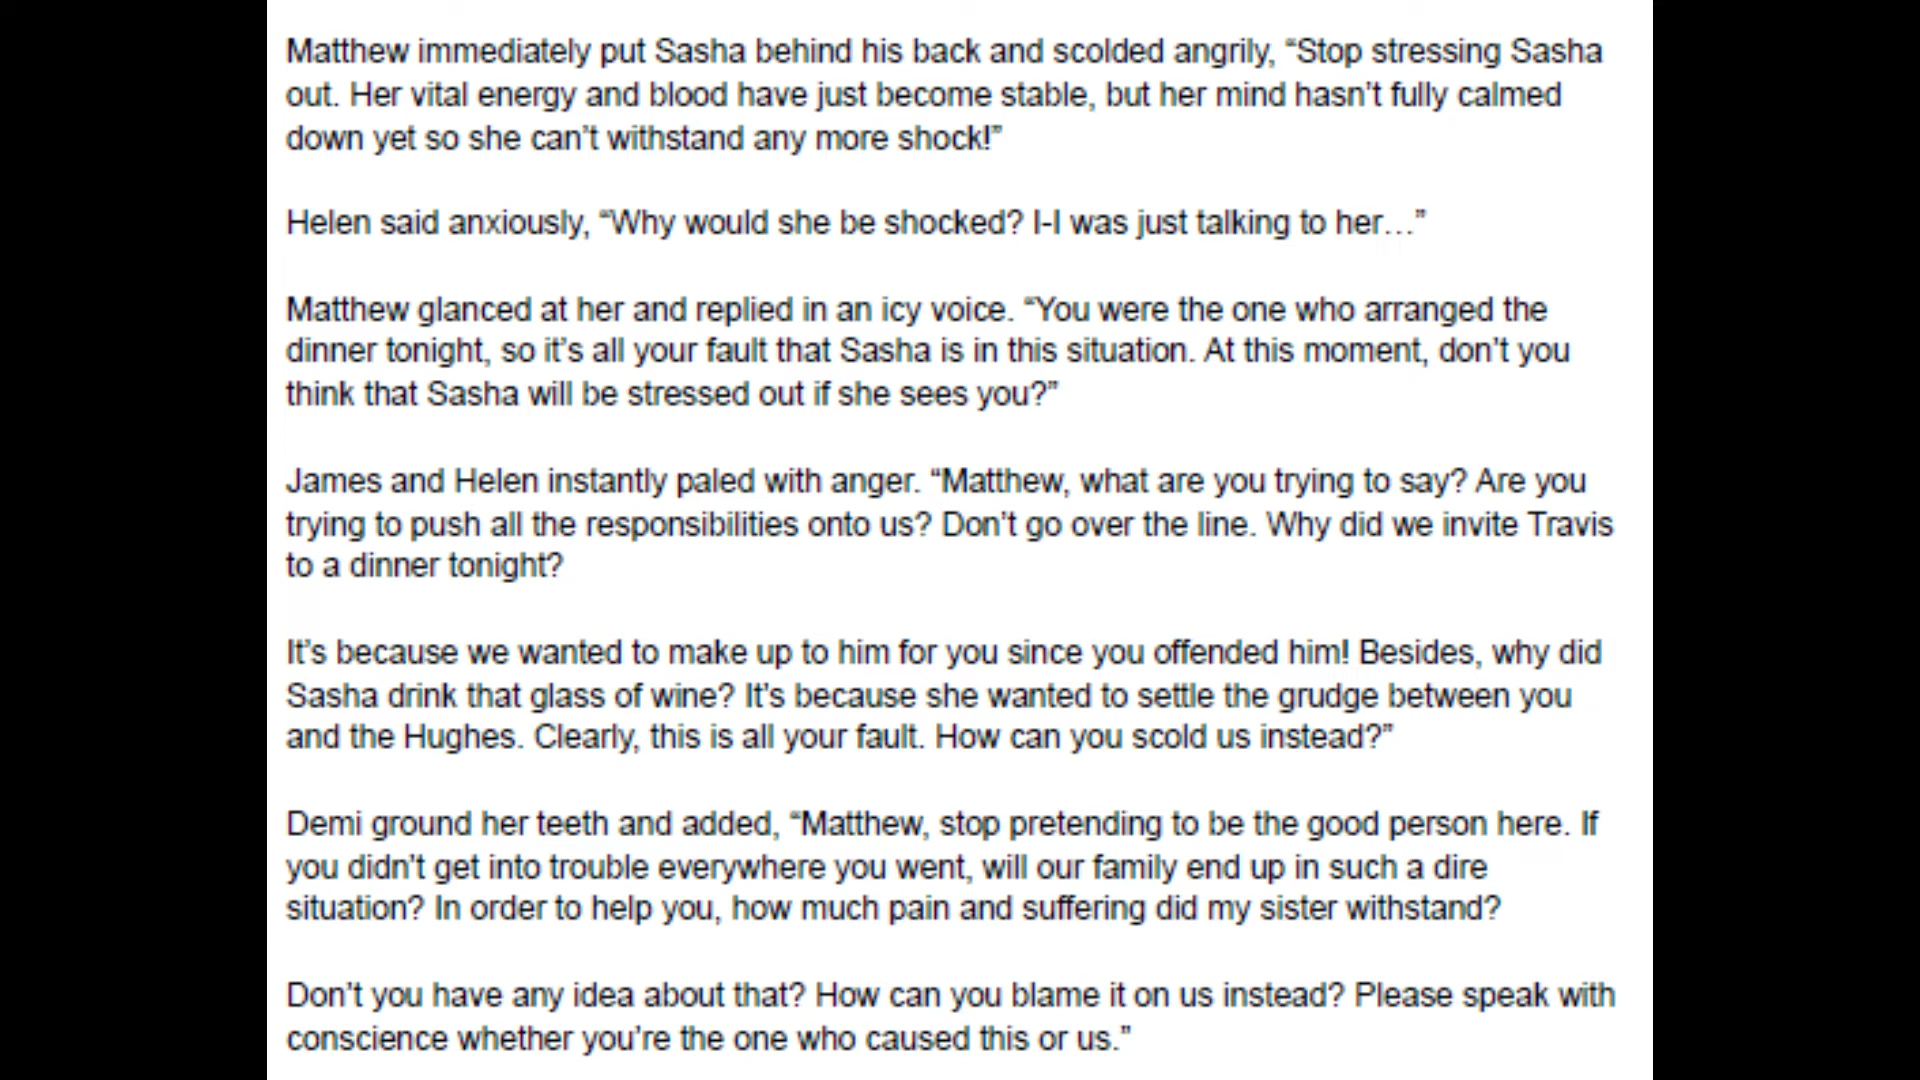 Matthew immediately put Sasha behind his back and scolded angrily, “Stop stressing Sasha
out. Her vital energy and blood have just become stable, but her mind hasn’t fully calmed
down yet so she can’t withstand any more shock!”
Helen said anxiously, “Why would she be shocked? I-I was just talking to her…”
Matthew glanced at her and replied in an icy voice. “You were the one who arranged the
dinner tonight, so it’s all your fault that Sasha is in this situation. At this moment, don’t you
think that Sasha will be stressed out if she sees you?”
James and Helen instantly paled with anger. “Matthew, what are you trying to say? Are you
trying to push all the responsibilities onto us? Don’t go over the line. Why did we invite Travis
to a dinner tonight?
It’s because we wanted to make up to him for you since you offended him! Besides, why did
Sasha drink that glass of wine? It’s because she wanted to settle the grudge between you
and the Hughes. Clearly, this is all your fault. How can you scold us instead?”
Demi ground her teeth and added, “Matthew, stop pretending to be the good person here. If
you didn’t get into trouble everywhere you went, will our family end up in such a dire
situation? In order to help you, how much pain and suffering did my sister withstand?
Don’t you have any idea about that? How can you blame it on us instead? Please speak with
conscience whether you’re the one who caused this or us.”